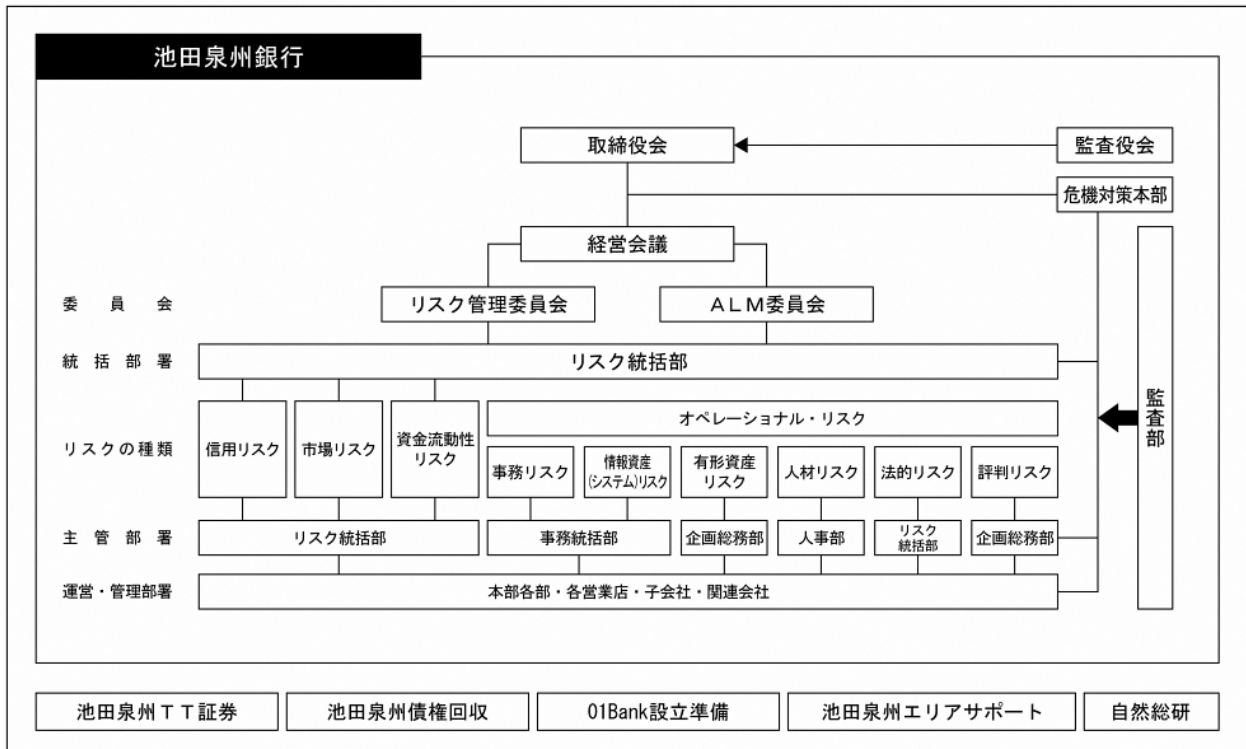 池田泉州銀行
取締役会
監査役会
危機対策本部
経営会議
委員会
リスク管理委員会
ALM委員会
統括部署
リスク統括部
監査部
リスクの種類
信用リスク
市場リスク
資金流動性
リスク
オペレーショナル・リスク
事務リスク
情報資産
(システム)リスク
有形資産
リスク
人材リスク
法的リスク
評判リスク
主管部署
リスク統括部
事務統括部
企画総務部
人事部
リスク
統括部
企画総務部
運営・管理部署
本部各部・各営業店・子会社・関連会社
池田泉州TT証券
池田泉州債権回収
01Bank設立準備
池田泉州エリアサポート
自然総研